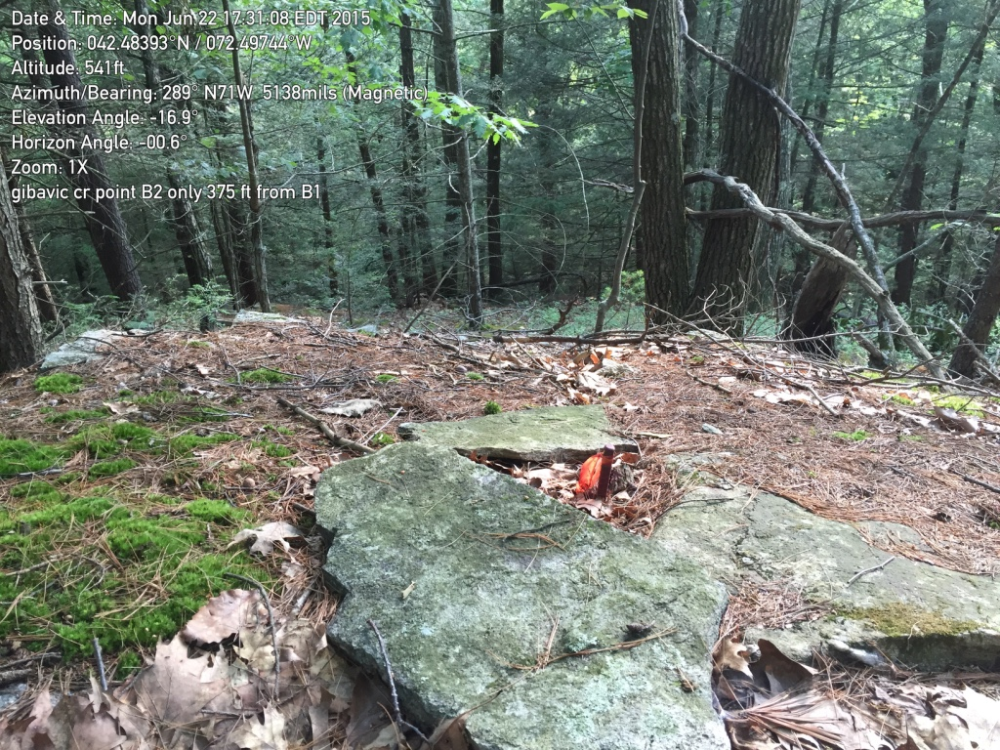 Date & Time: Mon Jun 22 17:31:08 EDT 2015
Position: 042.48393°N / 072.49744°W
Altitude: 541ft
Azimuth/Bearing: 289° N71W 5138mils (Magnetic)
Elevation Angle: -16.9°
Horizon Angle: -00.6°
Zoom: 1X
gibavic cr point B2 only 375 ft from B1